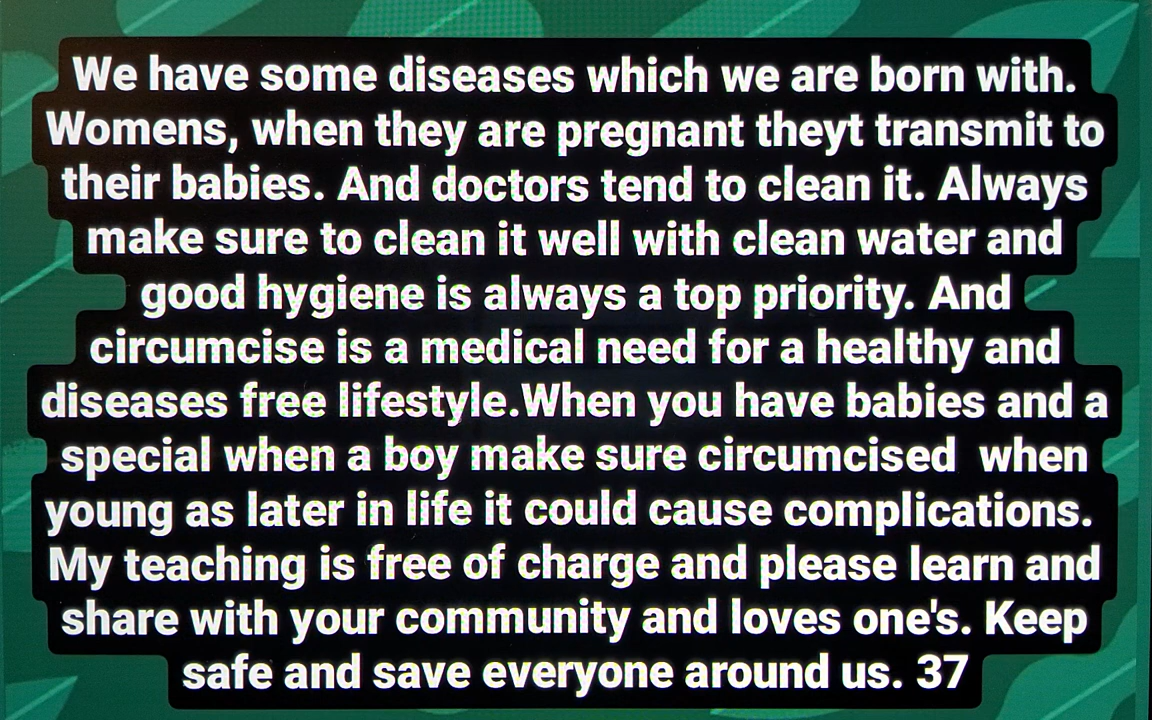 We have some diseases which we are born with.
Womens, when they are pregnant theyt transmit to
their babies. And doctors tend to clean it. Always
make sure to clean it well with clean water and
good hygiene is always a top priority. And
circumcise is a medical need for a healthy and
diseases free lifestyle.When you have babies and a
special when a boy make sure circumcised  when
young as later in life it could cause complications.
My teaching is free of charge and please learn and
share with your community and loves one's. Keep
safe and save everyone around us. 37